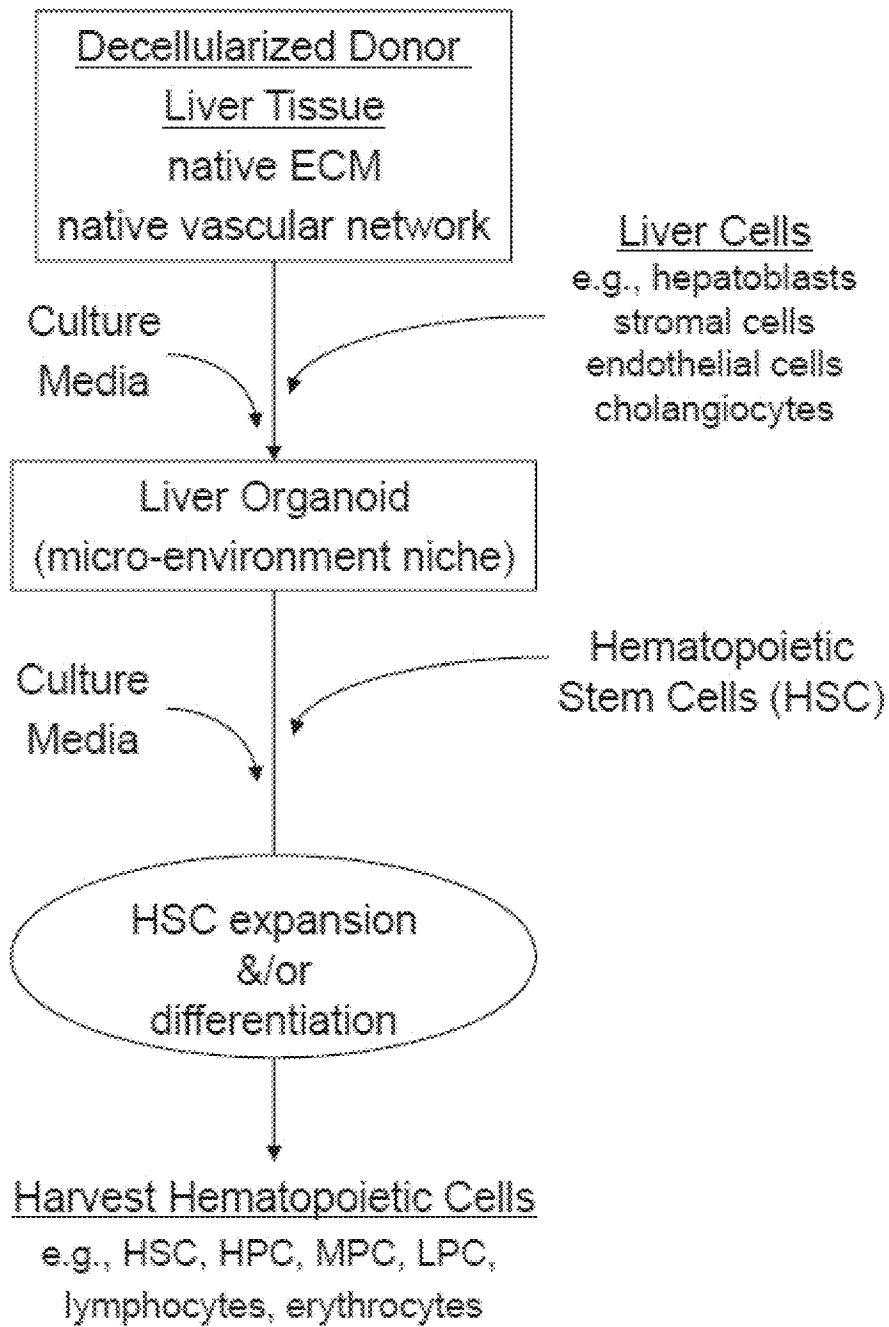 Decellularized Donor
Liver Tissue
native ECM
native vascular network
Liver Cells
e.g., hepatoblasts
stromal cells
endothelial cells
cholangiocytes
Culture
Media
Liver Organoid
(micro-environment niche)
Culture
Media
Hematopoietic
Stem Cells (HSC)
HSC expansion
&/or
differentiation
Harvest Hematopoietic Cells
e.g., HSC, HPC, MPC, LPC,
lymphocytes, erythrocytes